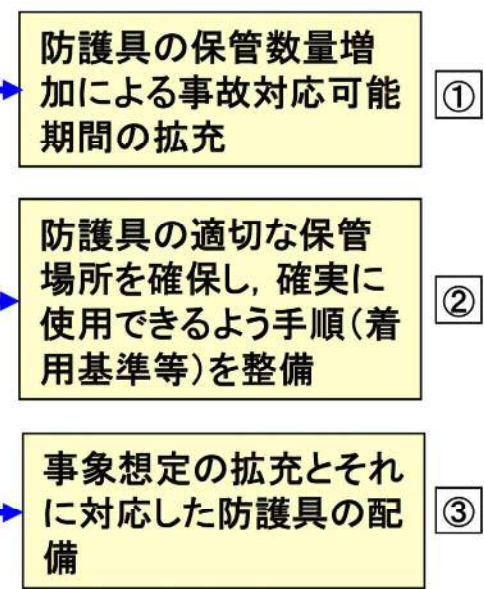 防護具の保管数量増
加による事故対応可能
期間の拡充
①
防護具の適切な保管
場所を確保し，確実に
使用できるよう手順（着
用基準等）を整備
②
事象想定の拡充とそれ
に対応した防護具の配
備
③